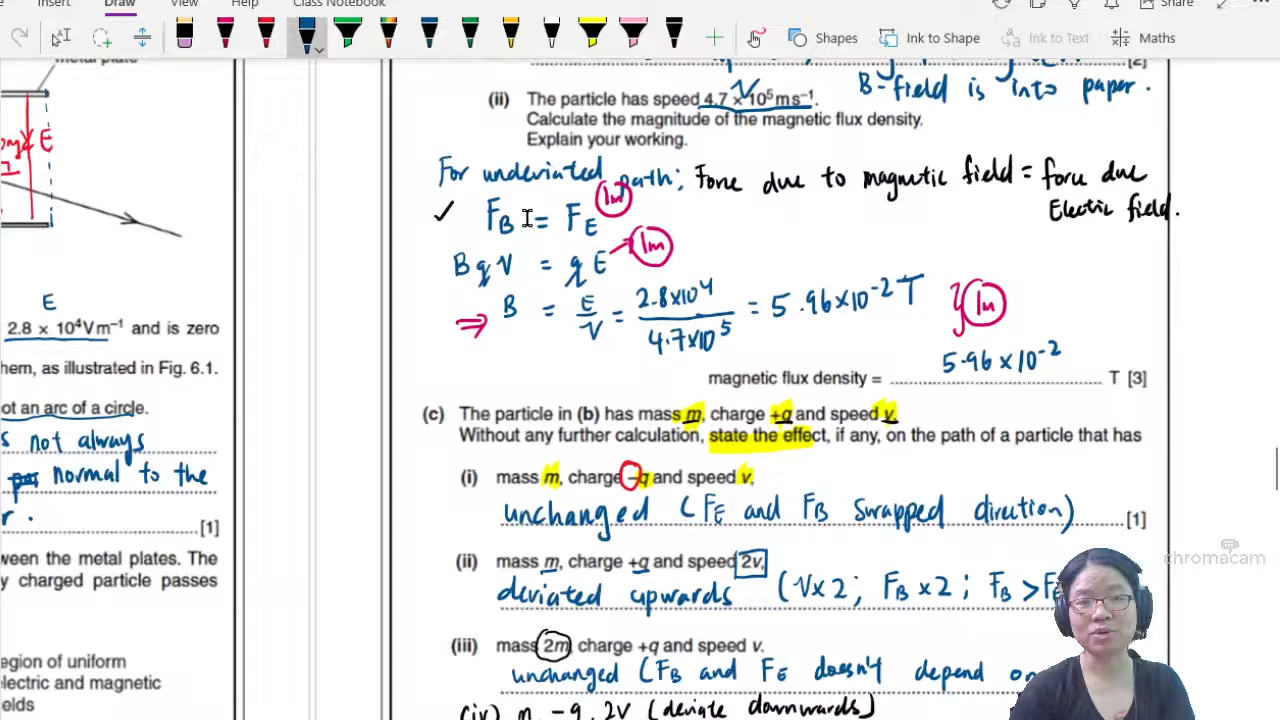 Insert Draw View Help Class Notebook Share
Shapes Ink to Shape Ink to Text Maths
metal plate
E
E
2.8 × 10⁴ V m⁻¹ and is zero
them, as illustrated in Fig. 6.1.
not an arc of a circle.
s not always
normal to the
r.
[1]
ween the metal plates. The
y charged particle passes
egion of uniform
electric and magnetic
elds
[2]
B-field is into paper.
V
(ii) The particle has speed 4.7 × 10⁵ m s⁻¹.
Calculate the magnitude of the magnetic flux density.
Explain your working.
For undeviated path; Force due to magnetic field = force due
Electric field.
✓ F_B = F_E 1m
BqV = qE → 1m
⇒ B = E/V = 2.8×10⁴/4.7×10⁵ = 5.96×10⁻² T } 1m
5.96 × 10⁻²
magnetic flux density = ........ T [3]
(c) The particle in (b) has mass m, charge +q and speed v.
Without any further calculation, state the effect, if any, on the path of a particle that has
(i) mass m, charge –q and speed v,
unchanged (F_E and F_B swapped direction) [1]
(ii) mass m, charge +q and speed 2v,
deviated upwards (V×2; F_B×2; F_B > F_E
chromacam
(iii) mass 2m, charge +q and speed v.
unchanged (F_B and F_E doesn't depend on
(iv) m, -q, 2v (deviate downwards)